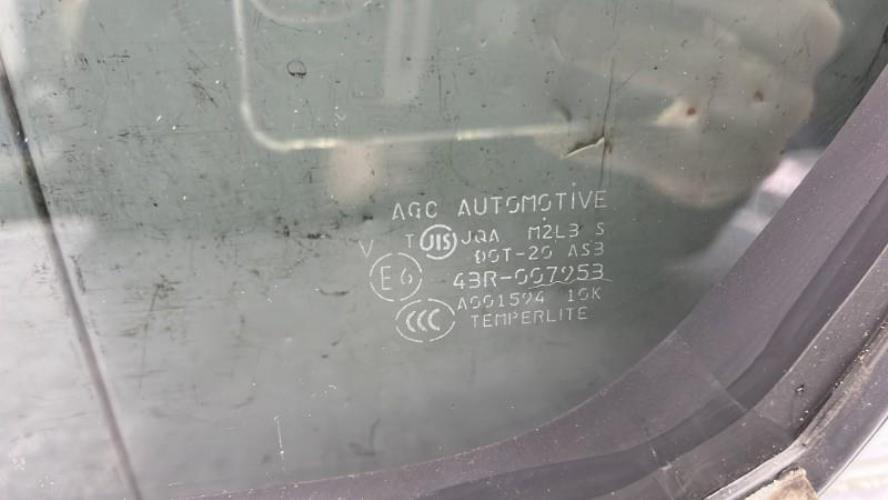 AGC AUTOMOTIVE
V T JIS JQA M2L3 S
DOT-20 AS3
E6 43R-007953
A001594 10K
CCC TEMPERLITE